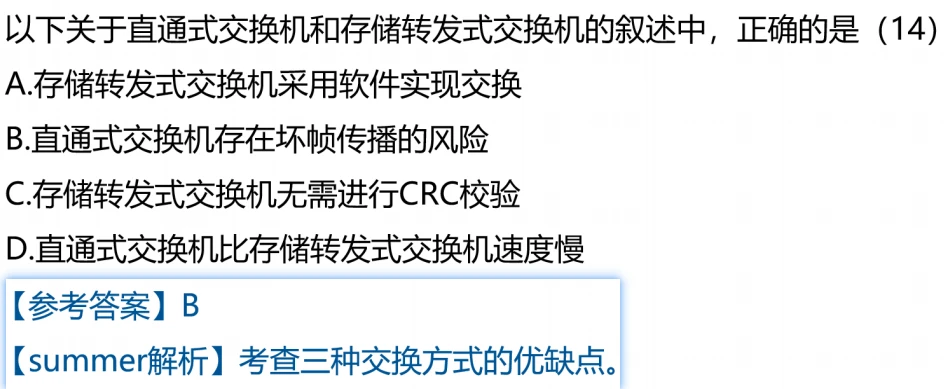 以下关于直通式交换机和存储转发式交换机的叙述中，正确的是（14）
A.存储转发式交换机采用软件实现交换
B.直通式交换机存在坏帧传播的风险
C.存储转发式交换机无需进行CRC校验
D.直通式交换机比存储转发式交换机速度慢
【参考答案】B
【summer解析】考查三种交换方式的优缺点。